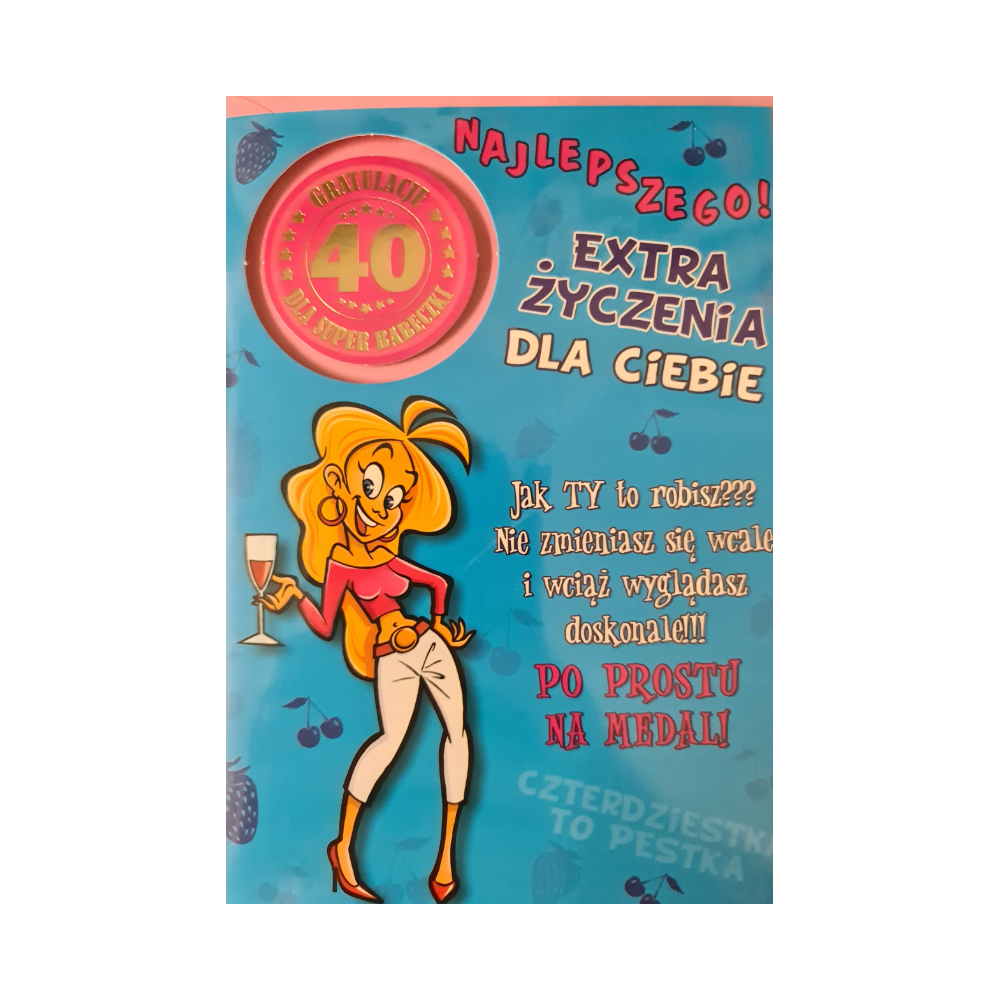 GRATULACJE
40
DLA SUPER BABECZKI
NAJLEPSZEGO!
EXTRA
ŻYCZENiA
DLA CiEBiE
Jak TY to robisz???
Nie zmieniasz się wcale
i wciąż wyglądasz
doskonale!!!
PO PROSTU
NA MEDAL!
CZTERDZiESTKA
TO PESTKA